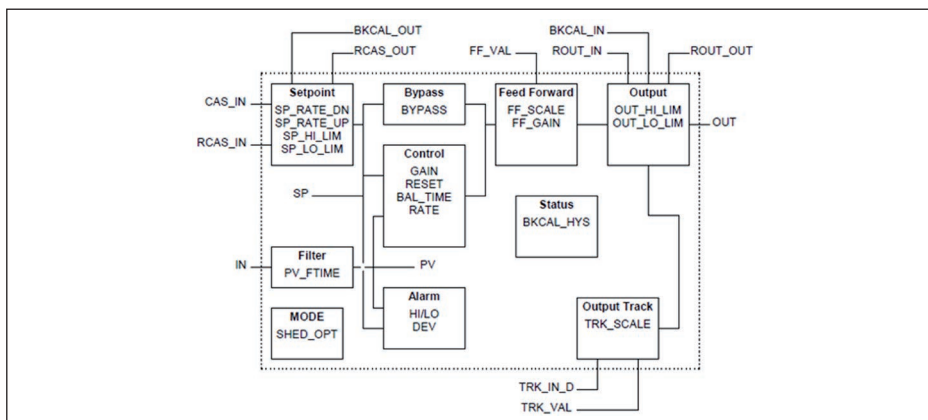 BKCAL_OUT
BKCAL_IN
RCAS_OUT
FF_VAL
ROUT_IN
ROUT_OUT
Setpoint
SP_RATE_DN
SP_RATE_UP
SP_HI_LIM
SP_LO_LIM
Bypass
BYPASS
Feed Forward
FF_SCALE
FF_GAIN
Output
OUT_HI_LIM
OUT_LO_LIM
CAS_IN
RCAS_IN
OUT
Control
GAIN
RESET
BAL_TIME
RATE
SP
Status
BKCAL_HYS
IN
Filter
PV_FTIME
PV
Alarm
HI/LO
DEV
MODE
SHED_OPT
Output Track
TRK_SCALE
TRK_IN_D
TRK_VAL